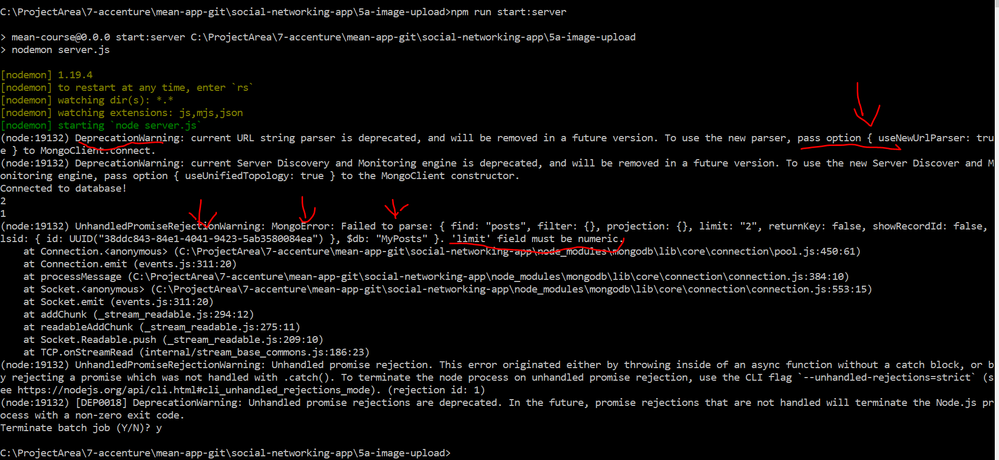 C:\ProjectArea\7-accenture\mean-app-git\social-networking-app\5a-image-upload>npm run start:server
> mean-course@0.0.0 start:server C:\ProjectArea\7-accenture\mean-app-git\social-networking-app\5a-image-upload
> nodemon server.js
[nodemon] 1.19.4
[nodemon] to restart at any time, enter `rs`
[nodemon] watching dir(s): *.*
[nodemon] watching extensions: js,mjs,json
[nodemon] starting `node server.js`
(node:19132) DeprecationWarning: current URL string parser is deprecated, and will be removed in a future version. To use the new parser, pass option { useNewUrlParser: tru
e } to MongoClient.connect.
(node:19132) DeprecationWarning: current Server Discovery and Monitoring engine is deprecated, and will be removed in a future version. To use the new Server Discover and M
onitoring engine, pass option { useUnifiedTopology: true } to the MongoClient constructor.
Connected to database!
2
1
(node:19132) UnhandledPromiseRejectionWarning: MongoError: Failed to parse: { find: "posts", filter: {}, projection: {}, limit: "2", returnKey: false, showRecordId: false,
lsid: { id: UUID("38ddc843-84e1-4041-9423-5ab3580084ea") }, $db: "MyPosts" }. 'limit' field must be numeric.
    at Connection.<anonymous> (C:\ProjectArea\7-accenture\mean-app-git\social-networking-app\node_modules\mongodb\lib\core\connection\pool.js:450:61)
    at Connection.emit (events.js:311:20)
    at processMessage (C:\ProjectArea\7-accenture\mean-app-git\social-networking-app\node_modules\mongodb\lib\core\connection\connection.js:384:10)
    at Socket.<anonymous> (C:\ProjectArea\7-accenture\mean-app-git\social-networking-app\node_modules\mongodb\lib\core\connection\connection.js:553:15)
    at Socket.emit (events.js:311:20)
    at addChunk (_stream_readable.js:294:12)
    at readableAddChunk (_stream_readable.js:275:11)
    at Socket.Readable.push (_stream_readable.js:209:10)
    at TCP.onStreamRead (internal/stream_base_commons.js:186:23)
(node:19132) UnhandledPromiseRejectionWarning: Unhandled promise rejection. This error originated either by throwing inside of an async function without a catch block, or b
y rejecting a promise which was not handled with .catch(). To terminate the node process on unhandled promise rejection, use the CLI flag `--unhandled-rejections=strict` (s
ee https://nodejs.org/api/cli.html#cli_unhandled_rejections_mode). (rejection id: 1)
(node:19132) [DEP0018] DeprecationWarning: Unhandled promise rejections are deprecated. In the future, promise rejections that are not handled will terminate the Node.js pr
ocess with a non-zero exit code.
Terminate batch job (Y/N)? y
C:\ProjectArea\7-accenture\mean-app-git\social-networking-app\5a-image-upload>